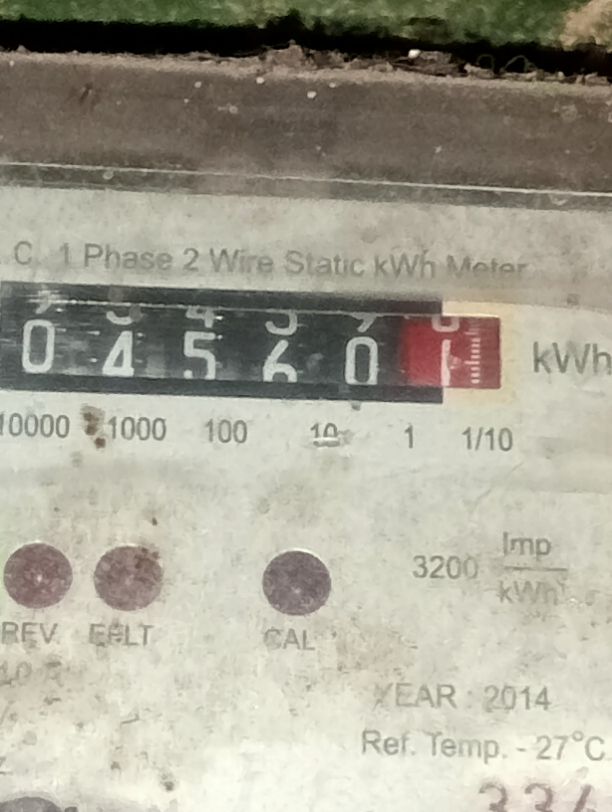 C. 1 Phase 2 Wire Static kWh Meter
0 4 5 6 0 1 kWh
10000 1000 100 10 1 1/10
3200 Imp/kWh
REV EFLT CAL
YEAR : 2014
Ref. Temp. - 27°C